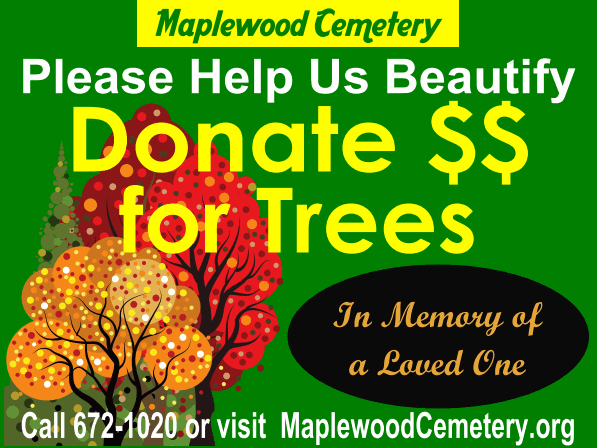 Maplewood Cemetery
Please Help Us Beautify
Donate $$
for Trees
In Memory of
a Loved One
Call 672-1020 or visit MaplewoodCemetery.org